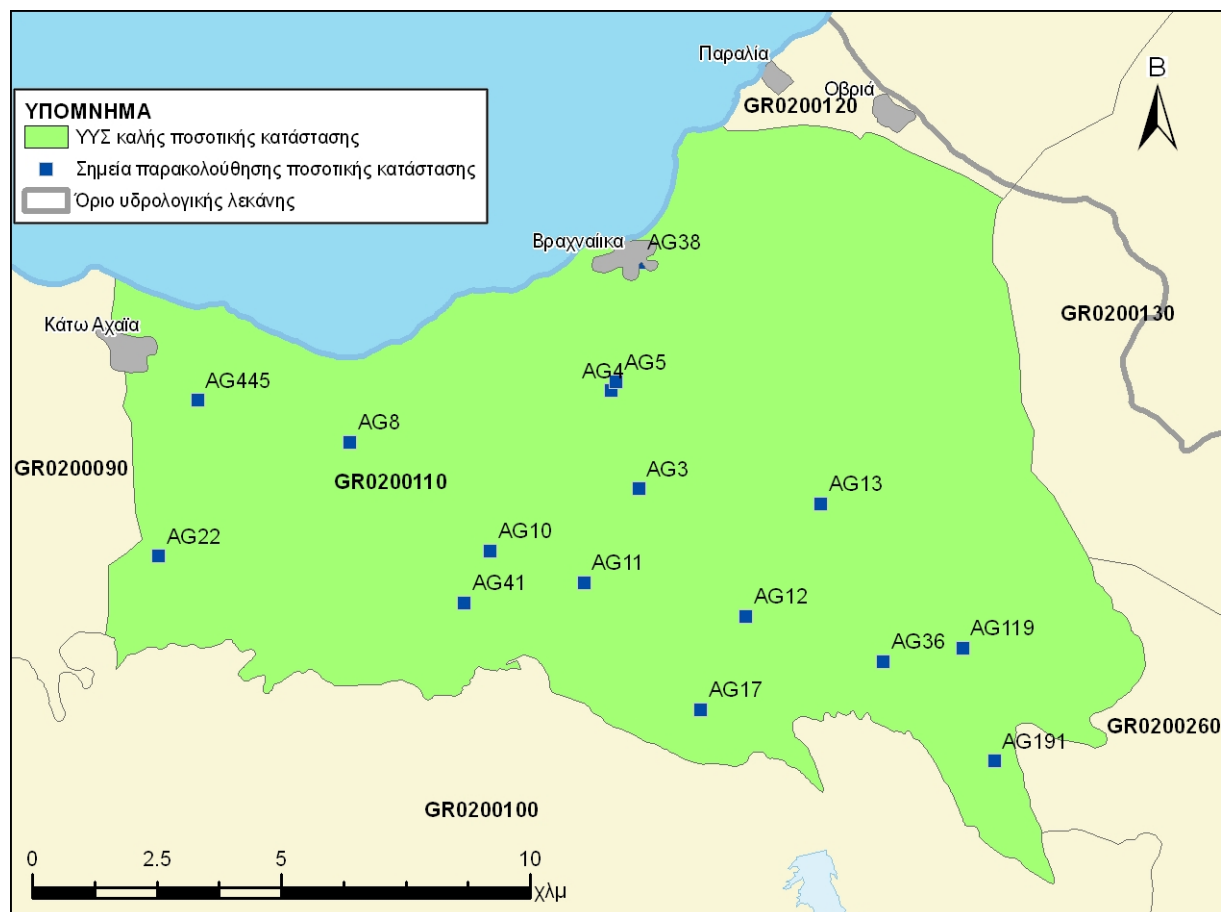 Παραλία
Β
Οβριά
GR0200120
ΥΠΟΜΝΗΜΑ
ΥΥΣ καλής ποσοτικής κατάστασης
Σημεία παρακολούθησης ποσοτικής κατάστασης
Όριο υδρολογικής λεκάνης
Βραχναίικα
AG38
GR0200130
Κάτω Αχαΐα
AG5
AG4
AG445
AG8
GR0200090
GR0200110
AG3
AG13
AG22
AG10
AG11
AG41
AG12
AG36
AG119
AG17
GR0200260
AG191
GR0200100
0 2.5 5 10
χλμ